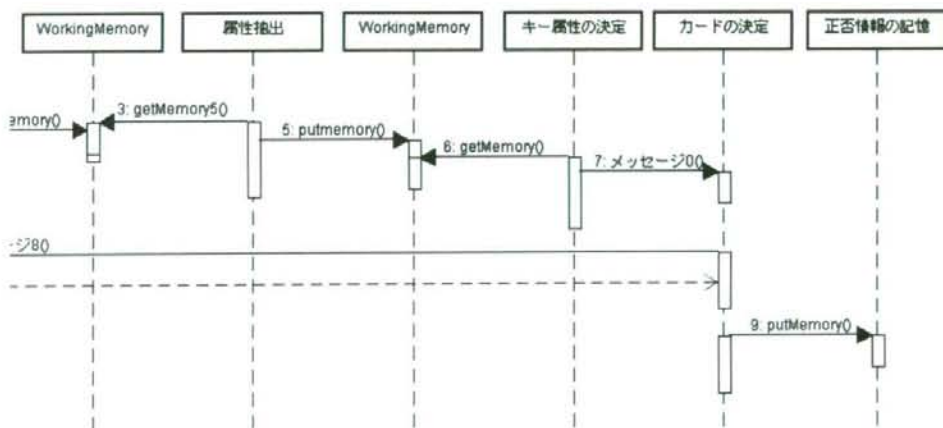 WorkingMemory
属性抽出
WorkingMemory
キー属性の決定
カードの決定
正否情報の記憶
emory()
3: getMemory5()
5: putmemory()
6: getMemory()
7: メッセージ0()
-ジ8()
9: putMemory()